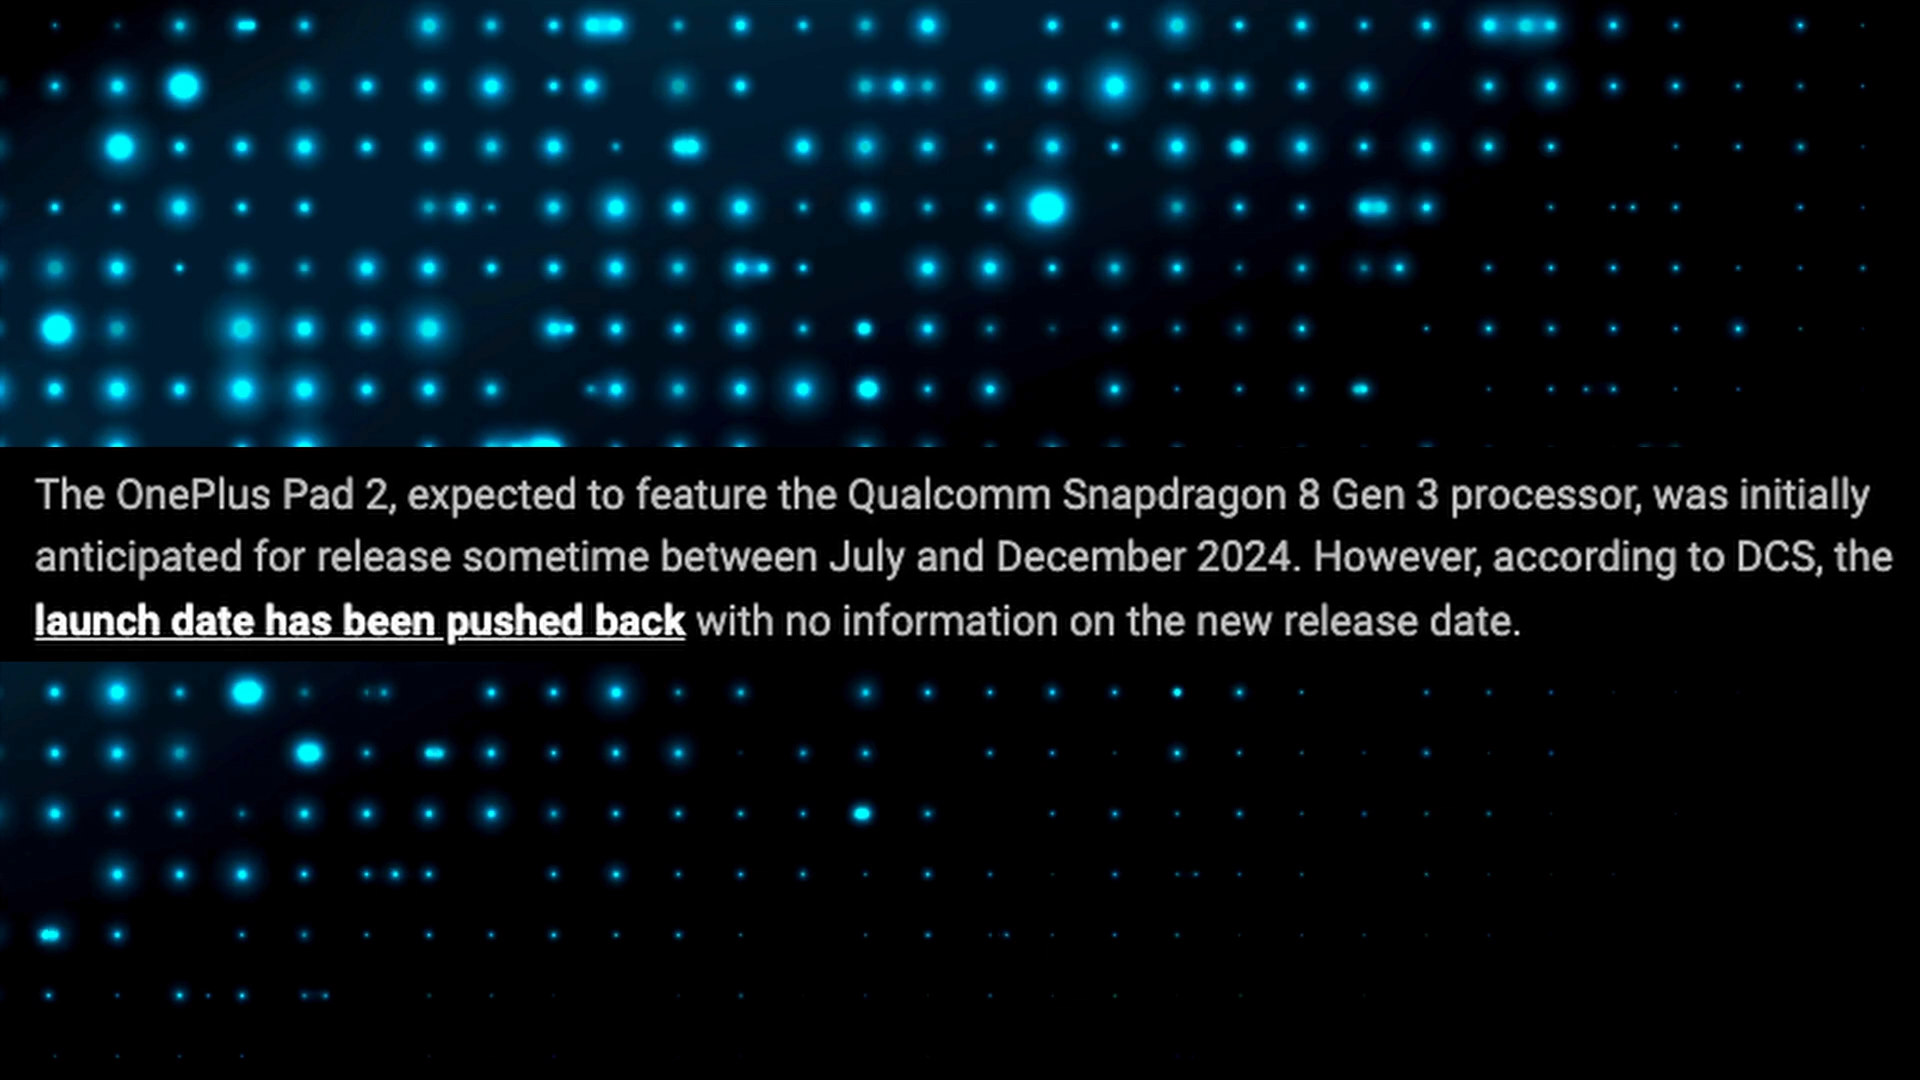 The OnePlus Pad 2, expected to feature the Qualcomm Snapdragon 8 Gen 3 processor, was initially
anticipated for release sometime between July and December 2024. However, according to DCS, the
launch date has been pushed back with no information on the new release date.